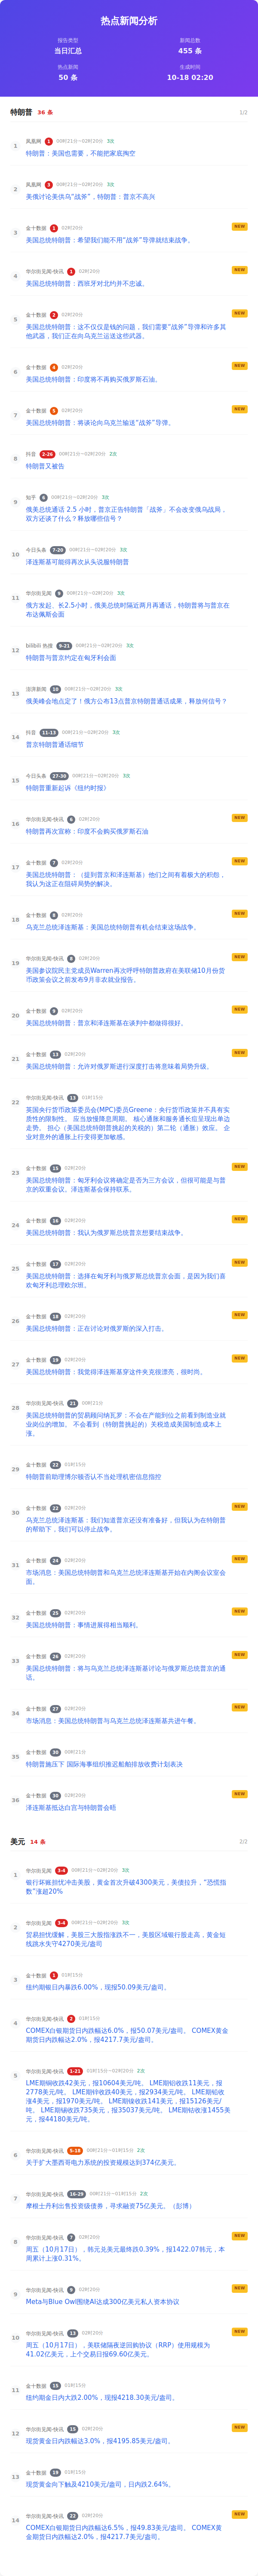 热点新闻分析
报告类型
当日汇总
新闻总数
455 条
热点新闻
50 条
生成时间
10-18 02:20
特朗普 36 条 1/2
1 凤凰网 1 00时21分~02时20分 3次
特朗普：美国也需要，不能把家底掏空
2 凤凰网 3 00时21分~02时20分 3次
美俄讨论美供乌“战斧”，特朗普：普京不高兴
3 金十数据 1 02时20分 NEW
美国总统特朗普：希望我们能不用“战斧”导弹就结束战争。
4 华尔街见闻-快讯 1 02时20分 NEW
美国总统特朗普：西班牙对北约并不忠诚。
5 金十数据 2 02时20分 NEW
美国总统特朗普：这不仅仅是钱的问题，我们需要“战斧”导弹和许多其
他武器，我们正在向乌克兰运送这些武器。
6 金十数据 4 02时20分 NEW
美国总统特朗普：印度将不再购买俄罗斯石油。
7 金十数据 5 02时20分 NEW
美国总统特朗普：将谈论向乌克兰输送“战斧”导弹。
8 抖音 2-26 00时21分~02时20分 2次
特朗普又被告
9 知乎 6 00时21分~02时20分 3次
俄美总统通话 2.5 小时，普京正告特朗普「战斧」不会改变俄乌战局，
双方还谈了什么？释放哪些信号？
10 今日头条 7-20 00时21分~02时20分 3次
泽连斯基可能得再次从头说服特朗普
11 华尔街见闻 9 00时21分~02时20分 3次
俄方发起、长2.5小时，俄美总统时隔近两月再通话，特朗普将与普京在
布达佩斯会面
12 bilibili 热搜 9-21 00时21分~02时20分 3次
特朗普与普京约定在匈牙利会面
13 澎湃新闻 10 00时21分~02时20分 3次
俄美峰会地点定了！俄方公布13点普京特朗普通话成果，释放何信号？
14 抖音 11-13 00时21分~02时20分 3次
普京特朗普通话细节
15 今日头条 27-30 00时21分~02时20分 3次
特朗普重新起诉《纽约时报》
16 华尔街见闻-快讯 6 02时20分 NEW
特朗普再次宣称：印度不会购买俄罗斯石油
17 金十数据 7 02时20分 NEW
美国总统特朗普：（提到普京和泽连斯基）他们之间有着极大的积怨，
我认为这正在阻碍局势的解决。
18 金十数据 8 02时20分 NEW
乌克兰总统泽连斯基：美国总统特朗普有机会结束这场战争。
19 华尔街见闻-快讯 8 02时20分 NEW
美国参议院民主党成员Warren再次呼呼特朗普政府在美联储10月份货
币政策会议之前发布9月非农就业报告。
20 金十数据 9 02时20分 NEW
美国总统特朗普：普京和泽连斯基在谈判中都做得很好。
21 金十数据 13 02时20分 NEW
美国总统特朗普：允许对俄罗斯进行深度打击将意味着局势升级。
22 华尔街见闻-快讯 13 01时15分
英国央行货币政策委员会(MPC)委员Greene：央行货币政策并不具有实
质性的限制性。 应当放慢降息周期。 核心通胀和服务通长痘呈现出单边
走势。 担心（美国总统特朗普挑起的关税的）第二轮（通胀）效应。 企
业对意外的通胀上行变得更加敏感。
23 金十数据 15 02时20分 NEW
美国总统特朗普：匈牙利会议将确定是否为三方会议，但很可能是与普
京的双重会议。泽连斯基会保持联系。
24 金十数据 16 02时20分 NEW
美国总统特朗普：我认为俄罗斯总统普京想要结束战争。
25 金十数据 17 02时20分 NEW
美国总统特朗普：选择在匈牙利与俄罗斯总统普京会面，是因为我们喜
欢匈牙利总理欧尔班。
26 金十数据 18 02时20分 NEW
美国总统特朗普：正在讨论对俄罗斯的深入打击。
27 金十数据 19 02时20分 NEW
美国总统特朗普：我觉得泽连斯基穿这件夹克很漂亮，很时尚。
28 华尔街见闻-快讯 21 00时21分
美国总统特朗普的贸易顾问纳瓦罗：不会在产能到位之前看到制造业就
业岗位的增加。 不会看到（特朗普挑起的）关税造成美国制造成本上
涨。
29 金十数据 22 01时15分
特朗普前助理博尔顿否认不当处理机密信息指控
30 金十数据 22 02时20分 NEW
乌克兰总统泽连斯基：我们知道普京还没有准备好，但我认为在特朗普
的帮助下，我们可以停止战争。
31 金十数据 24 02时20分 NEW
市场消息：美国总统特朗普和乌克兰总统泽连斯基开始在内阁会议室会
面。
32 金十数据 25 02时20分 NEW
美国总统特朗普：事情进展得相当顺利。
33 金十数据 26 02时20分 NEW
美国总统特朗普：将与乌克兰总统泽连斯基讨论与俄罗斯总统普京的通
话。
34 金十数据 27 02时20分 NEW
市场消息：美国总统特朗普与乌克兰总统泽连斯基共进午餐。
35 金十数据 30 00时21分
特朗普施压下 国际海事组织推迟船舶排放收费计划表决
36 金十数据 30 02时20分 NEW
泽连斯基抵达白宫与特朗普会晤
美元 14 条 2/2
1 华尔街见闻 3-4 00时21分~02时20分 3次
银行坏账担忧冲击美股，黄金首次升破4300美元，美债拉升，“恐慌指
数”涨超20%
2 华尔街见闻 3-4 00时21分~02时20分 3次
贸易担忧缓解，美股三大股指涨跌不一，美股区域银行股走高，黄金短
线跳水失守4270美元/盎司
3 金十数据 1 01时15分
纽约期银日内暴跌6.00%，现报50.09美元/盎司。
4 华尔街见闻-快讯 2 01时15分
COMEX白银期货日内跌幅达6.0%，报50.07美元/盎司。 COMEX黄金
期货日内跌幅达2.0%，报4217.7美元/盎司。
5 华尔街见闻-快讯 1-21 01时15分~02时20分 2次
LME期铜收跌42美元，报10604美元/吨。 LME期铝收跌11美元，报
2778美元/吨。 LME期锌收跌40美元，报2934美元/吨。 LME期铅收
涨4美元，报1970美元/吨。 LME期镍收跌141美元，报15126美元/
吨。 LME期锡收跌735美元，报35037美元/吨。 LME期钴收涨1455美
元，报44180美元/吨。
6 华尔街见闻-快讯 5-18 00时21分~01时15分 2次
关于扩大墨西哥电力系统的投资规模达到374亿美元。
7 华尔街见闻-快讯 16-29 00时21分~01时15分 2次
摩根士丹利出售投资级债券，寻求融资75亿美元。（彭博）
8 华尔街见闻-快讯 7 02时20分 NEW
周五（10月17日），韩元兑美元最终跌0.39%，报1422.07韩元，本
周累计上涨0.31%。
9 华尔街见闻-快讯 9 02时20分 NEW
Meta与Blue Owl围绕AI达成300亿美元私人资本协议
10 华尔街见闻-快讯 13 02时20分 NEW
周五（10月17日），美联储隔夜逆回购协议（RRP）使用规模为
41.02亿美元，上个交易日报69.60亿美元。
11 金十数据 15 01时15分
纽约期金日内大跌2.00%，现报4218.30美元/盎司。
12 华尔街见闻-快讯 15 02时20分 NEW
现货黄金日内跌幅达3.0%，报4195.85美元/盎司。
13 金十数据 19 01时15分
现货黄金向下触及4210美元/盎司，日内跌2.64%。
14 华尔街见闻-快讯 22 02时20分 NEW
COMEX白银期货日内跌幅达6.5%，报49.83美元/盎司。 COMEX黄
金期货日内跌幅达2.0%，报4217.7美元/盎司。